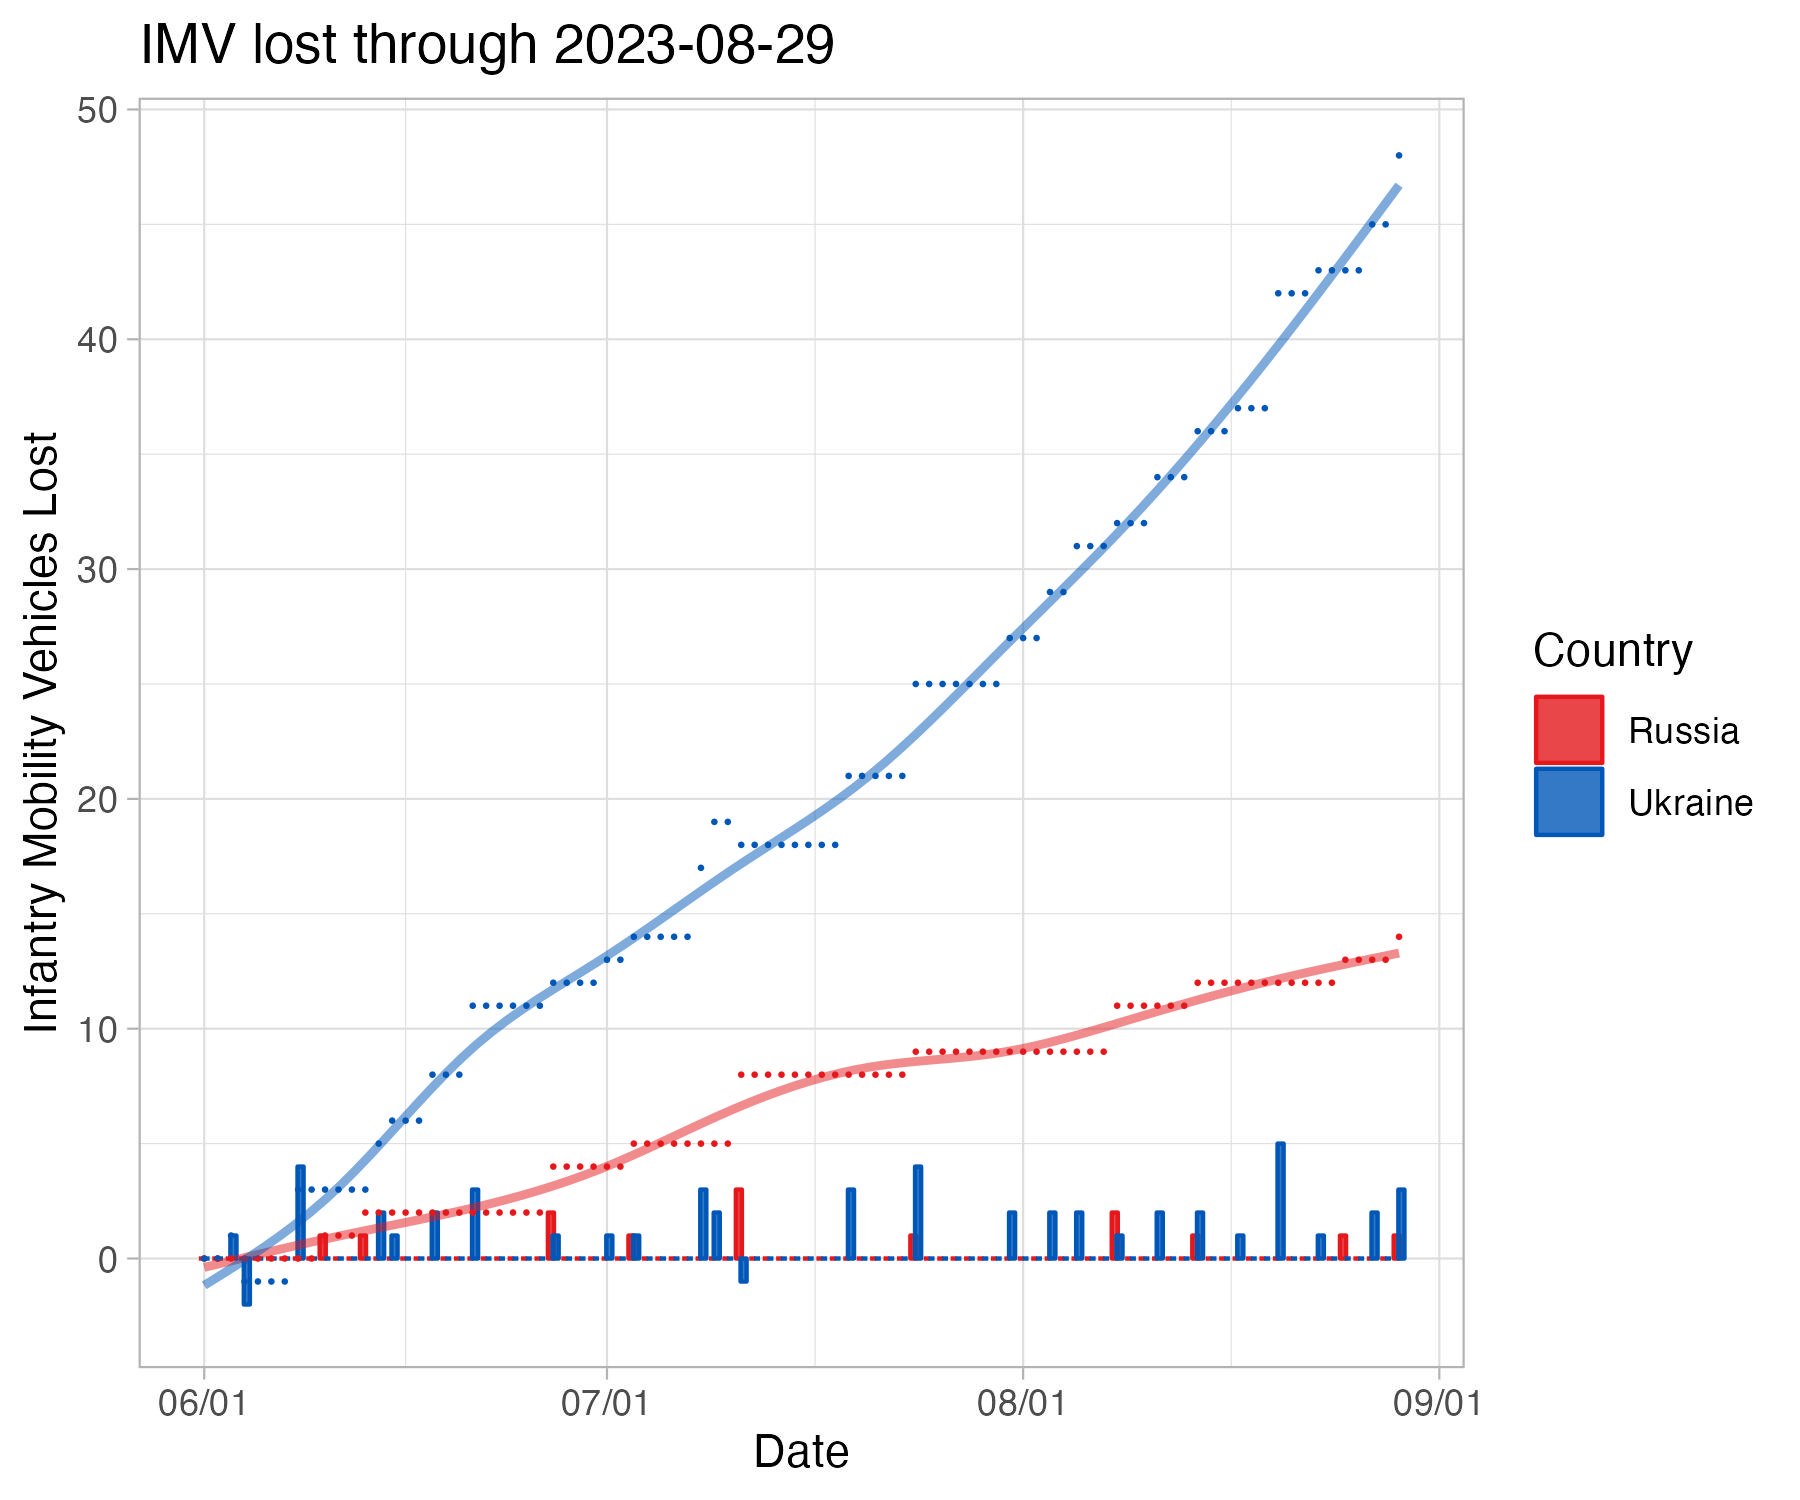 IMV lost through 2023-08-29
Infantry Mobility Vehicles Lost
50
40
30
20
10
0
06/01
07/01
08/01
09/01
Date
Country
Russia
Ukraine